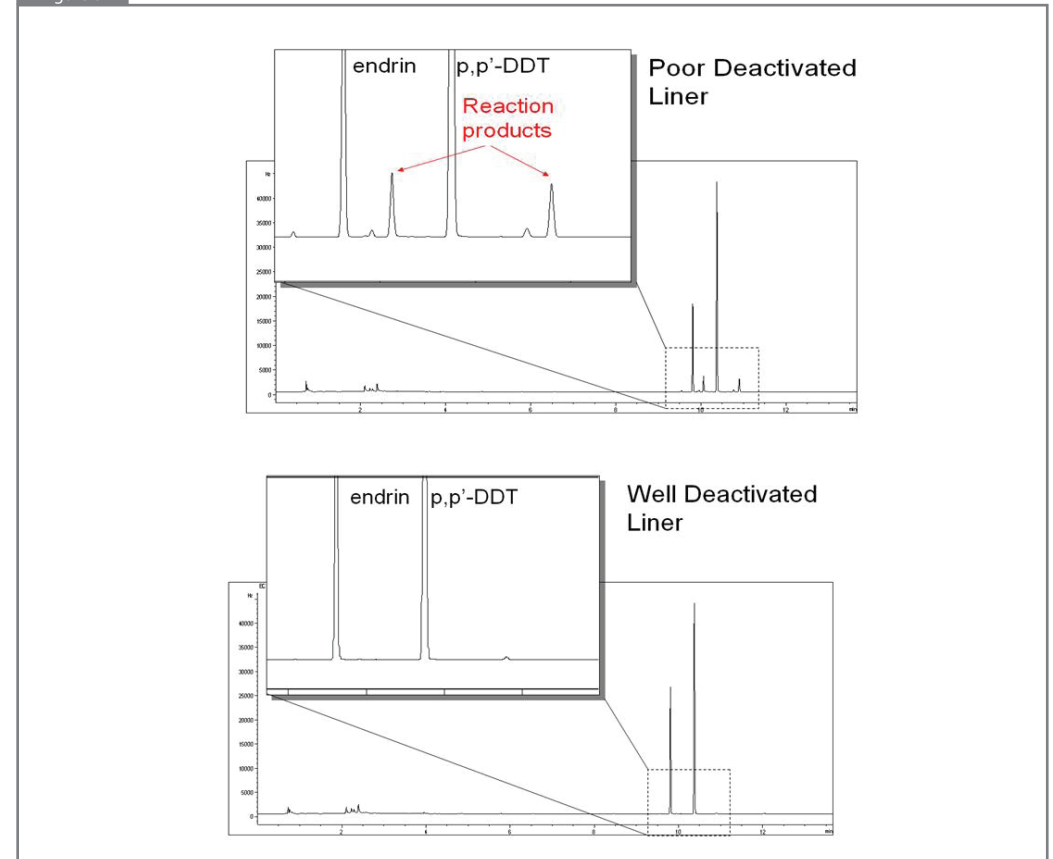 endrin p,p'-DDT
Poor Deactivated
Liner
Reaction
products
40000
35000
30000
25000
20000
15000
10000
5000
0
2 4 6 8 10 12 min
endrin p,p'-DDT
Well Deactivated
Liner
Hz
40000
35000
30000
25000
20000
15000
10000
5000
0
2 4 6 8 10 12 min